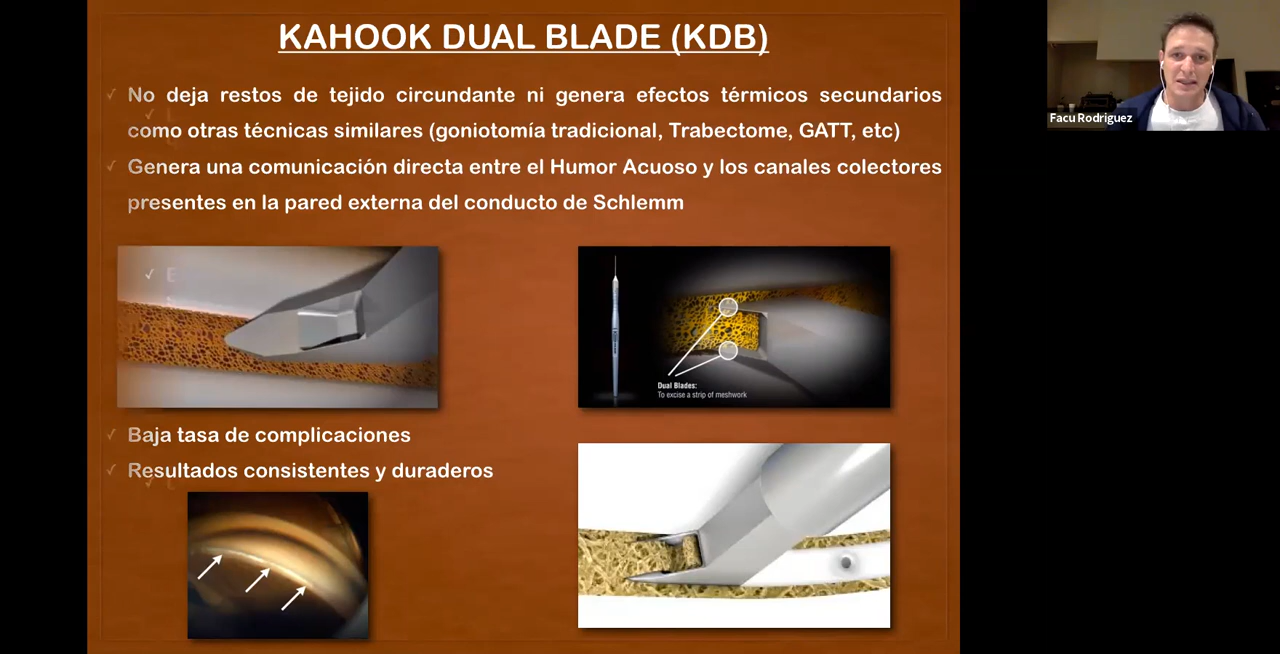 KAHOOK DUAL BLADE (KDB)
✓ No deja restos de tejido circundante ni genera efectos térmicos secundarios
como otras técnicas similares (goniotomía tradicional, Trabectome, GATT, etc)
✓ Genera una comunicación directa entre el Humor Acuoso y los canales colectores
presentes en la pared externa del conducto de Schlemm
Dual Blades:
To excise a strip of meshwork
✓ Baja tasa de complicaciones
✓ Resultados consistentes y duraderos
Facu Rodriguez